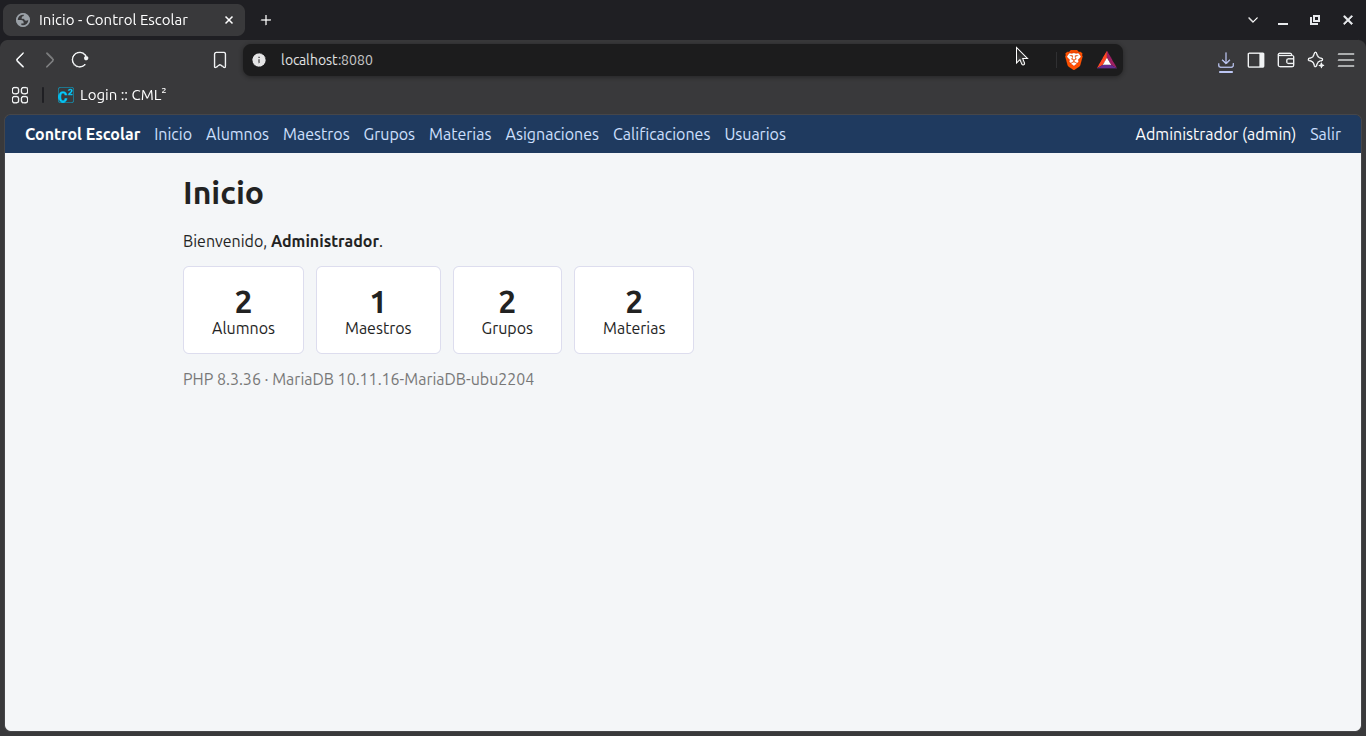 Inicio - Control Escolar
localhost:8080
Login :: CML²
Control Escolar Inicio Alumnos Maestros Grupos Materias Asignaciones Calificaciones Usuarios Administrador (admin) Salir
Inicio
Bienvenido, Administrador.
2 1 2 2
Alumnos Maestros Grupos Materias
PHP 8.3.36 · MariaDB 10.11.16-MariaDB-ubu2204